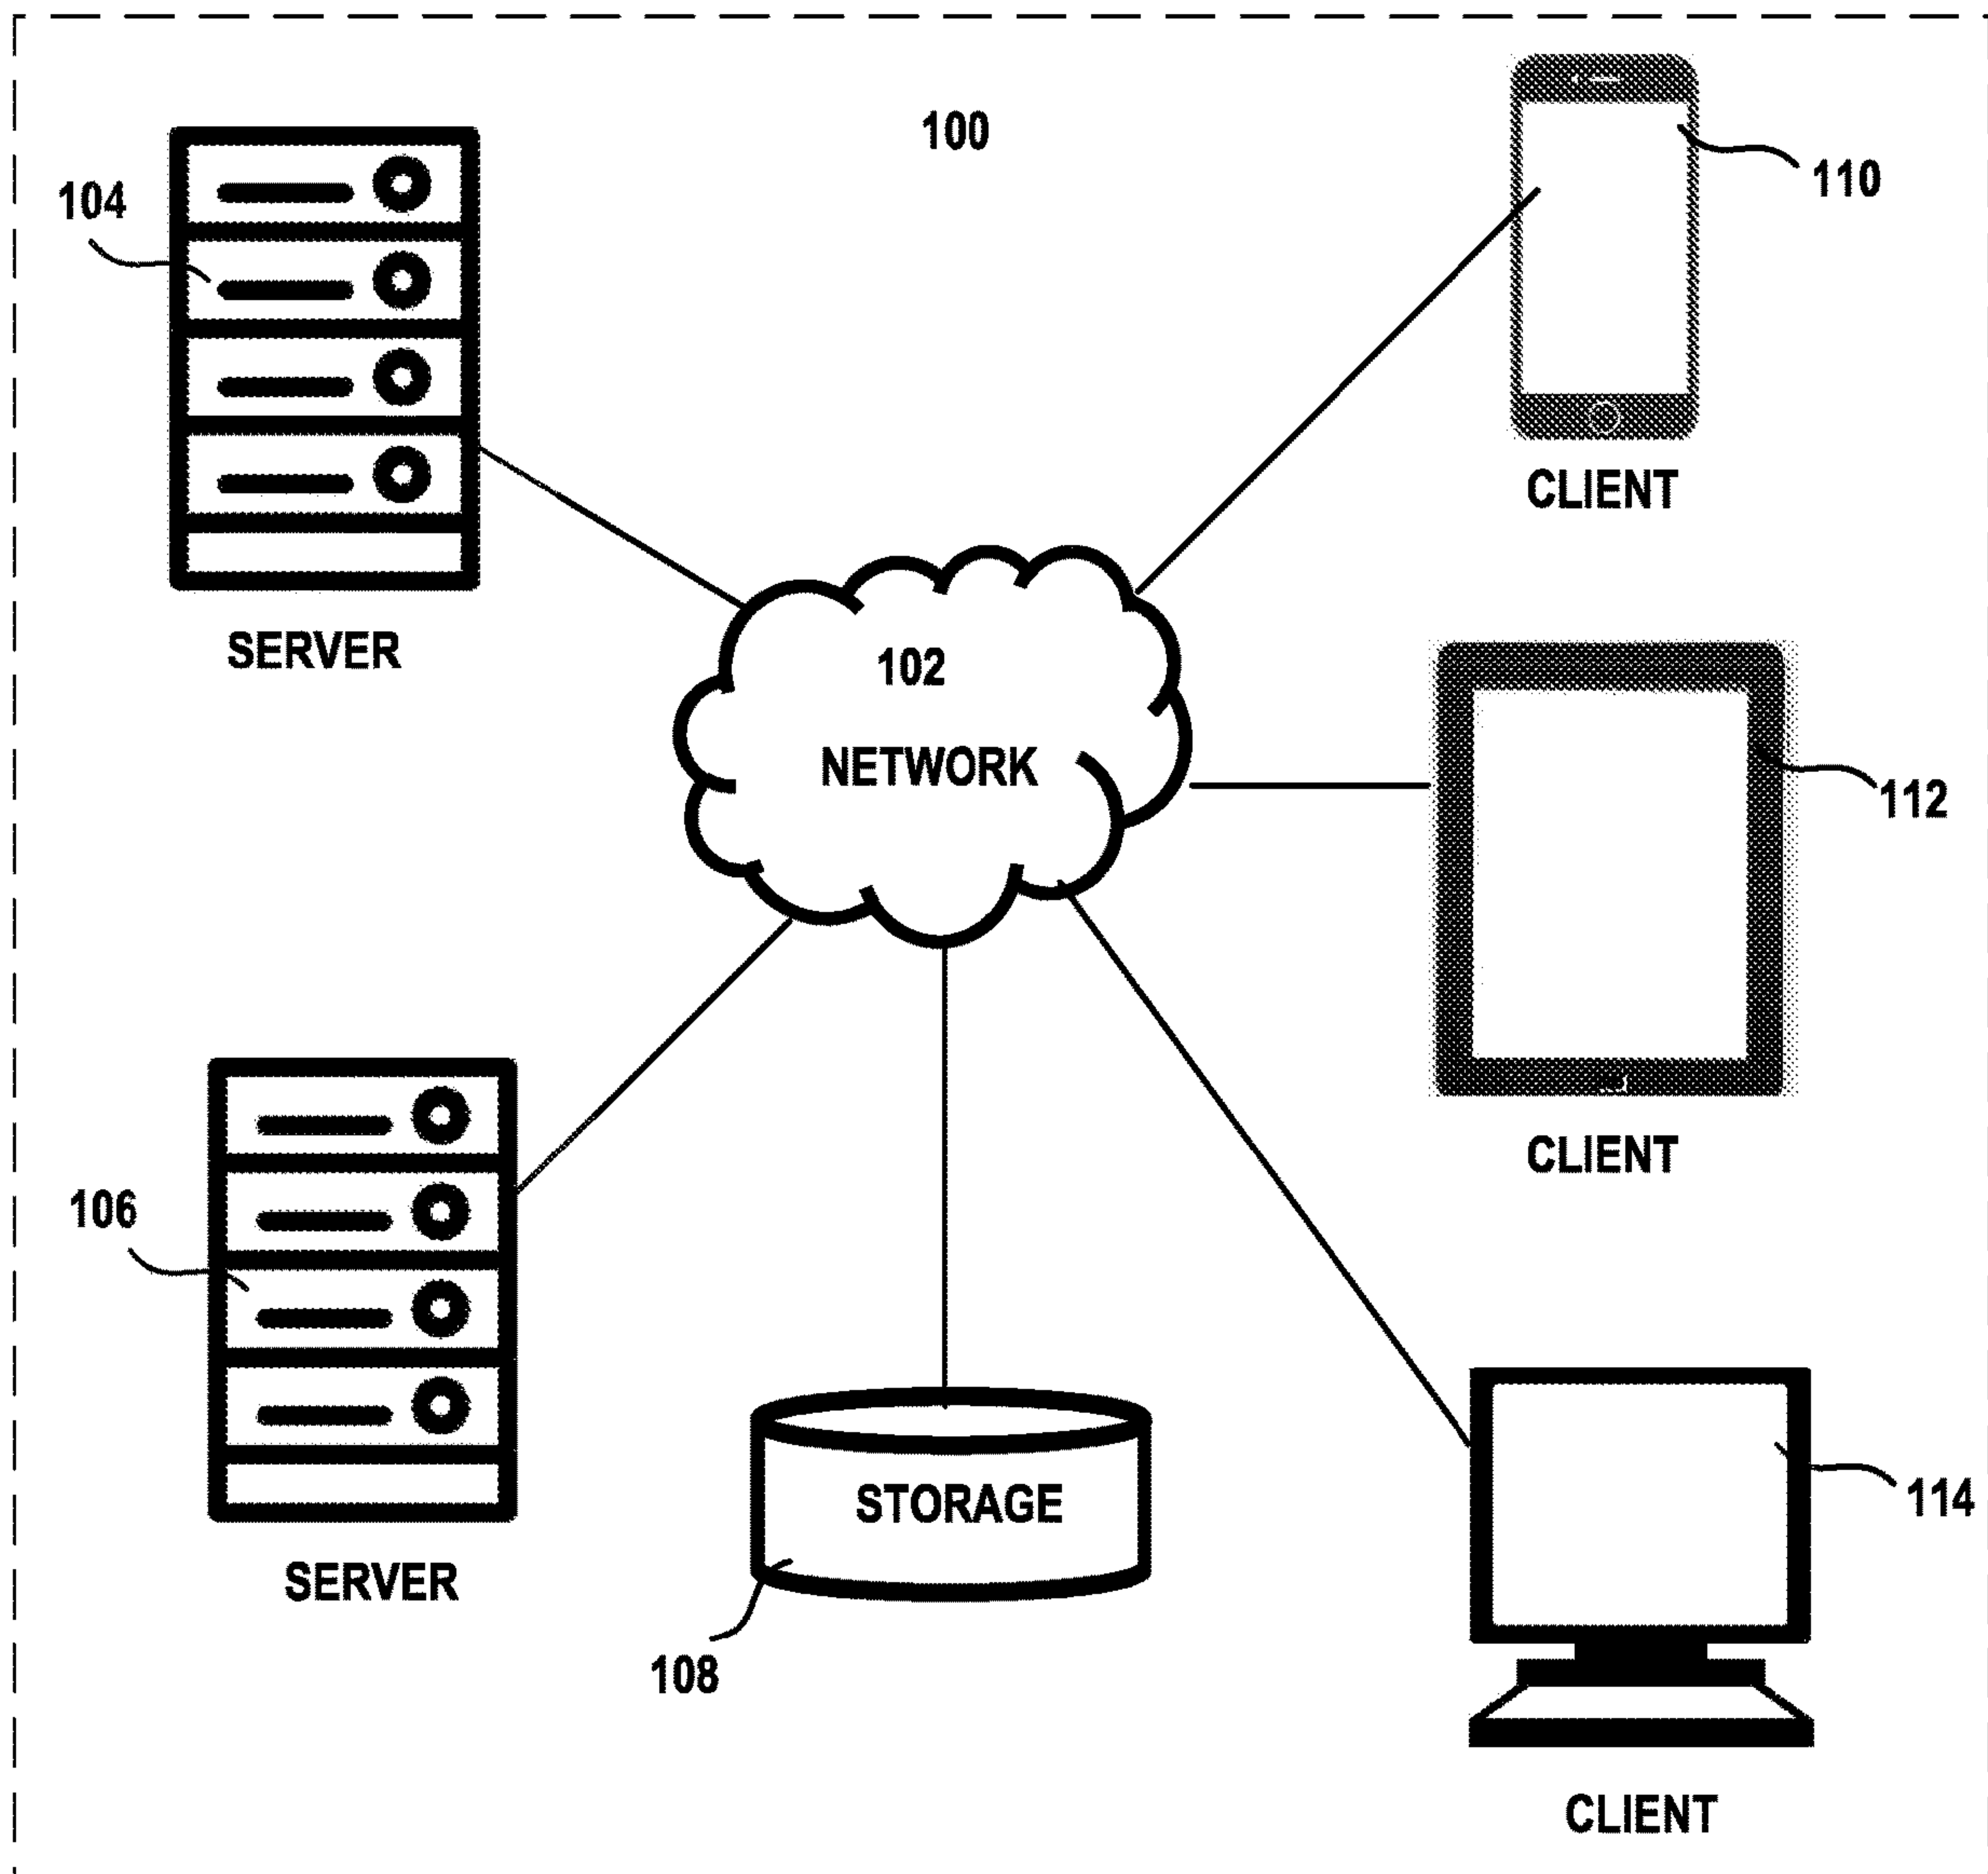 100
110
104
CLIENT
SERVER
102
NETWORK
112
CLIENT
106
STORAGE
114
SERVER
108
CLIENT